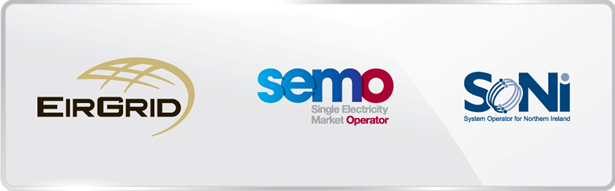 EIRGRID
semo
Single Electricity
Market Operator
SONi
System Operator for Northern Ireland